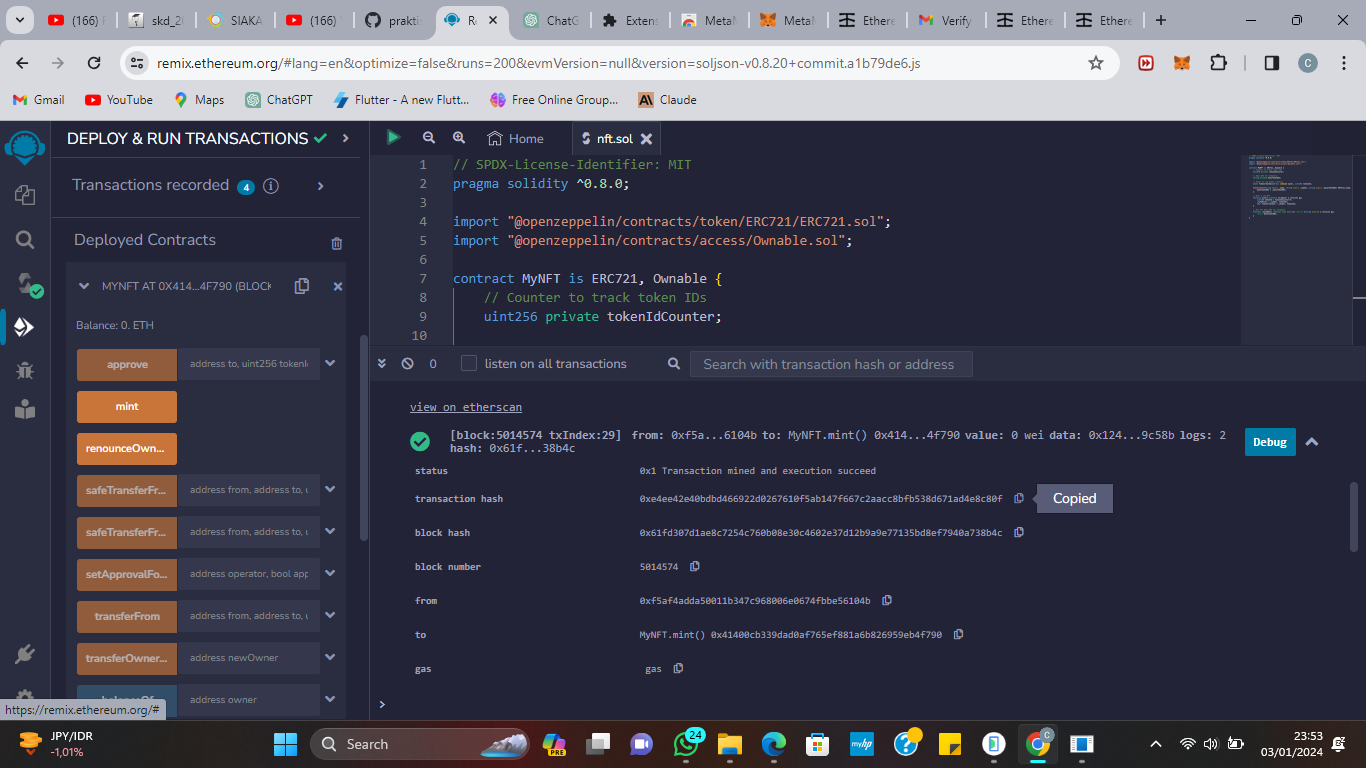 (166)
skd_20
SIAKA
(166)
prakti
Re
ChatG
Extens
MetaM
MetaM
Ethere
Verify
Ethere
Ethere
remix.ethereum.org/#lang=en&optimize=false&runs=200&evmVersion=null&version=soljson-v0.8.20+commit.a1b79de6.js
C
Gmail
YouTube
Maps
ChatGPT
Flutter - A new Flutt...
Free Online Group...
Claude
DEPLOY & RUN TRANSACTIONS
Transactions recorded 4
Deployed Contracts
MYNFT AT 0X414...4F790 (BLOCK
Balance: 0. ETH
approve address to, uint256 tokenI
mint
renounceOwn...
safeTransferFr... address from, address to, u
safeTransferFr... address from, address to, u
setApprovalFo... address operator, bool app
transferFrom address from, address to, u
transferOwner... address newOwner
balanceOf address owner
https://remix.ethereum.org/#
Home
nft.sol
1 // SPDX-License-Identifier: MIT
2 pragma solidity ^0.8.0;
3
4 import "@openzeppelin/contracts/token/ERC721/ERC721.sol";
5 import "@openzeppelin/contracts/access/Ownable.sol";
6
7 contract MyNFT is ERC721, Ownable {
8 // Counter to track token IDs
9 uint256 private tokenIdCounter;
10
0 listen on all transactions Search with transaction hash or address
view on etherscan
[block:5014574 txIndex:29] from: 0xf5a...6104b to: MyNFT.mint() 0x414...4f790 value: 0 wei data: 0x124...9c58b logs: 2
hash: 0x61f...38b4c
Debug
status 0x1 Transaction mined and execution succeed
transaction hash 0xe4ee42e40bdbd466922d0267610f5ab147f667c2aacc8bfb538d671ad4e8c80f Copied
block hash 0x61fd307d1ae8c7254c760b08e30c4602e37d12b9a9e77135bd8ef7940a738b4c
block number 5014574
from 0xf5af4adda50011b347c968006e0674fbbe56104b
to MyNFT.mint() 0x41400cb339dad0af765ef881a6b826959eb4f790
gas gas
>
JPY/IDR
-1,01%
Search
PRE
24
myhp
C
23:53
03/01/2024